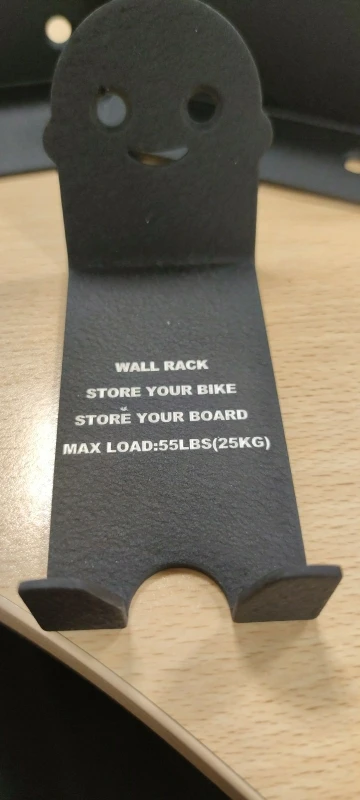 WALL RACK
STORE YOUR BIKE
STORE YOUR BOARD
MAX LOAD:55LBS(25KG)